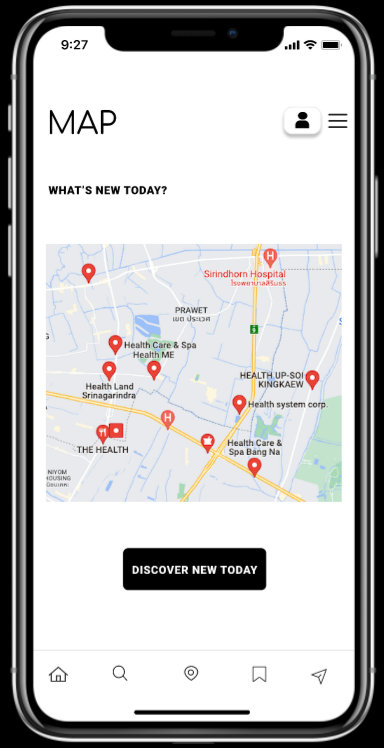 9:27
MAP
WHAT'S NEW TODAY?
H
Sirindhorn Hospital
โรงพยาบาลสิรินธร
PRAWET
เขต ประเวศ
9
Health Care & Spa
Health ME
HEALTH UP-SOI
KINGKAEW
Health Land
Srinagarindra
Health system corp.
H
THE HEALTH
Health Care &
Spa Bang Na
NIYOM
HOUSING
DISCOVER NEW TODAY